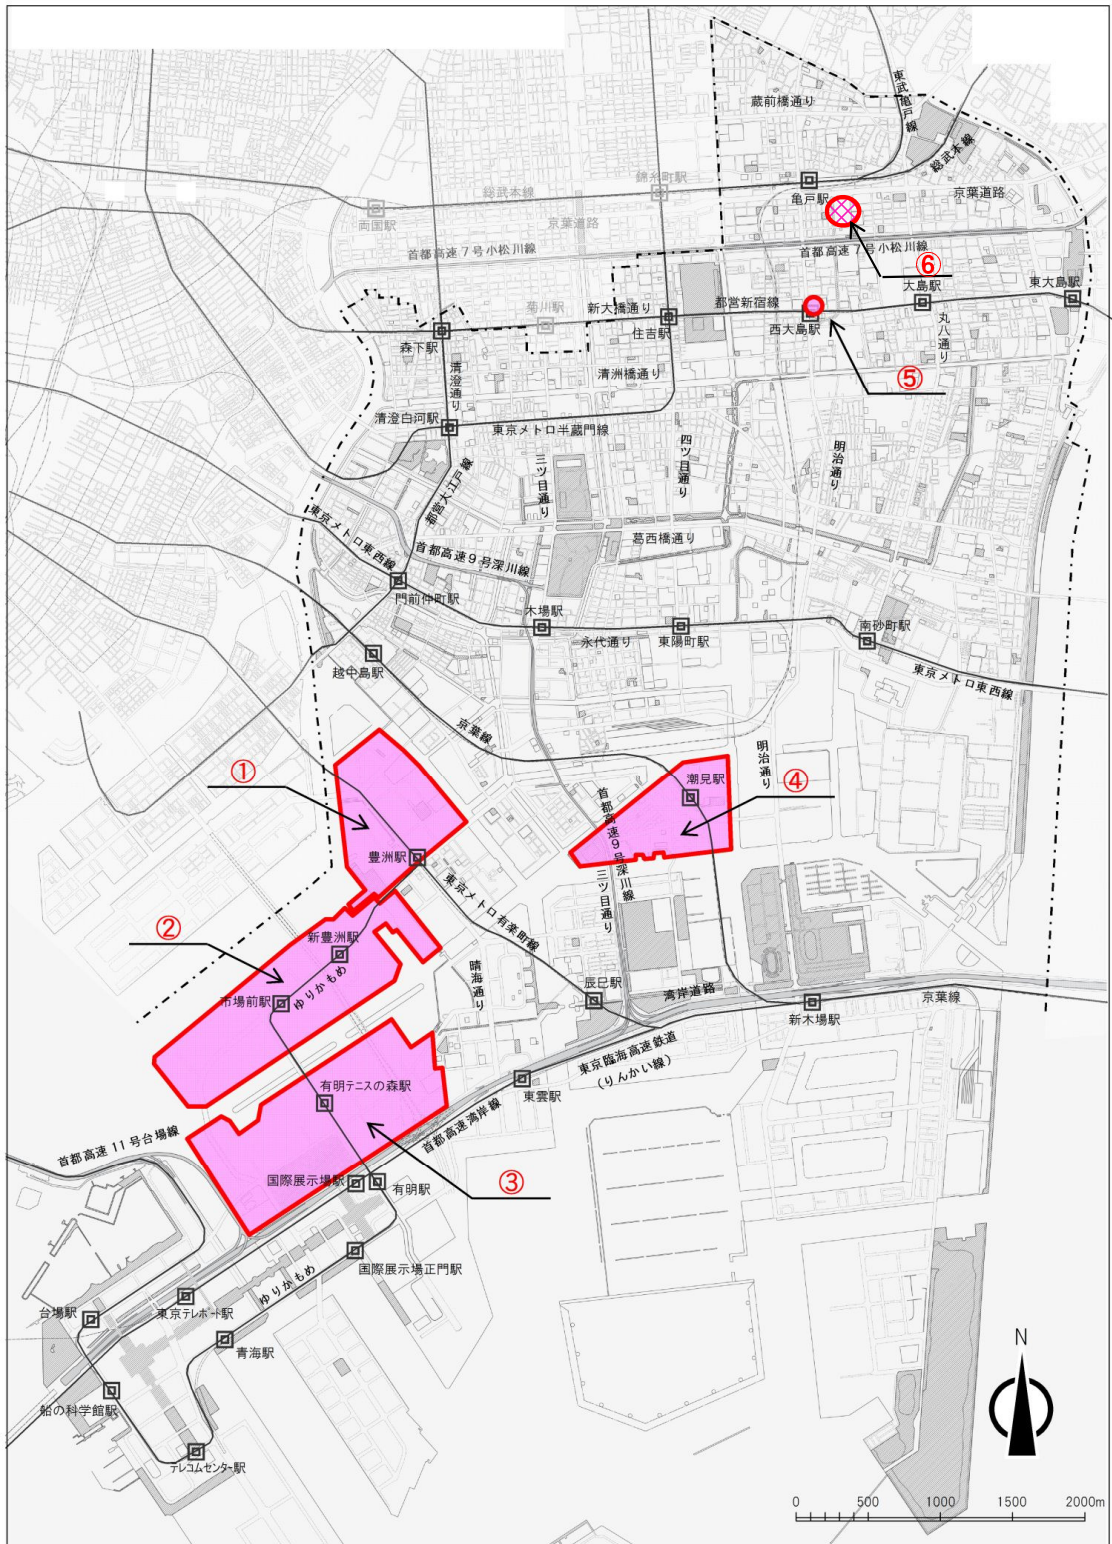 蔵前橋通り
東武亀戸線
総武本線
錦糸町駅
総武本線
亀戸駅
京葉道路
両国駅
京葉道路
首都高速7号小松川線
首都高速7号小松川線
⑥
大島駅
東大島駅
都営新宿線
新大橋通り
菊川駅
住吉駅
西大島駅
丸八通り
森下駅
清澄通り
清洲橋通り
⑤
清澄白河駅
東京メトロ半蔵門線
三ツ目通り
四ツ目通り
明治通り
都営大江戸線
東京メトロ東西線
首都高速9号深川線
葛西橋通り
門前仲町駅
木場駅
永代通り
東陽町駅
南砂町駅
越中島駅
東京メトロ東西線
京葉線
明治通り
①
潮見駅
④
首都高速9号深川線
三ツ目通り
豊洲駅
東京メトロ有楽町線
②
新豊洲駅
晴海通り
市場前駅
ゆりかもめ
辰巳駅
湾岸道路
京葉線
新木場駅
東京臨海高速鉄道
(りんかい線)
東雲駅
有明テニスの森駅
首都高速湾岸線
首都高速11号台場線
③
国際展示場駅
有明駅
国際展示場正門駅
ゆりかもめ
台場駅
東京テレポート駅
青海駅
船の科学館駅
テレコムセンター駅
N
0 500 1000 1500 2000m